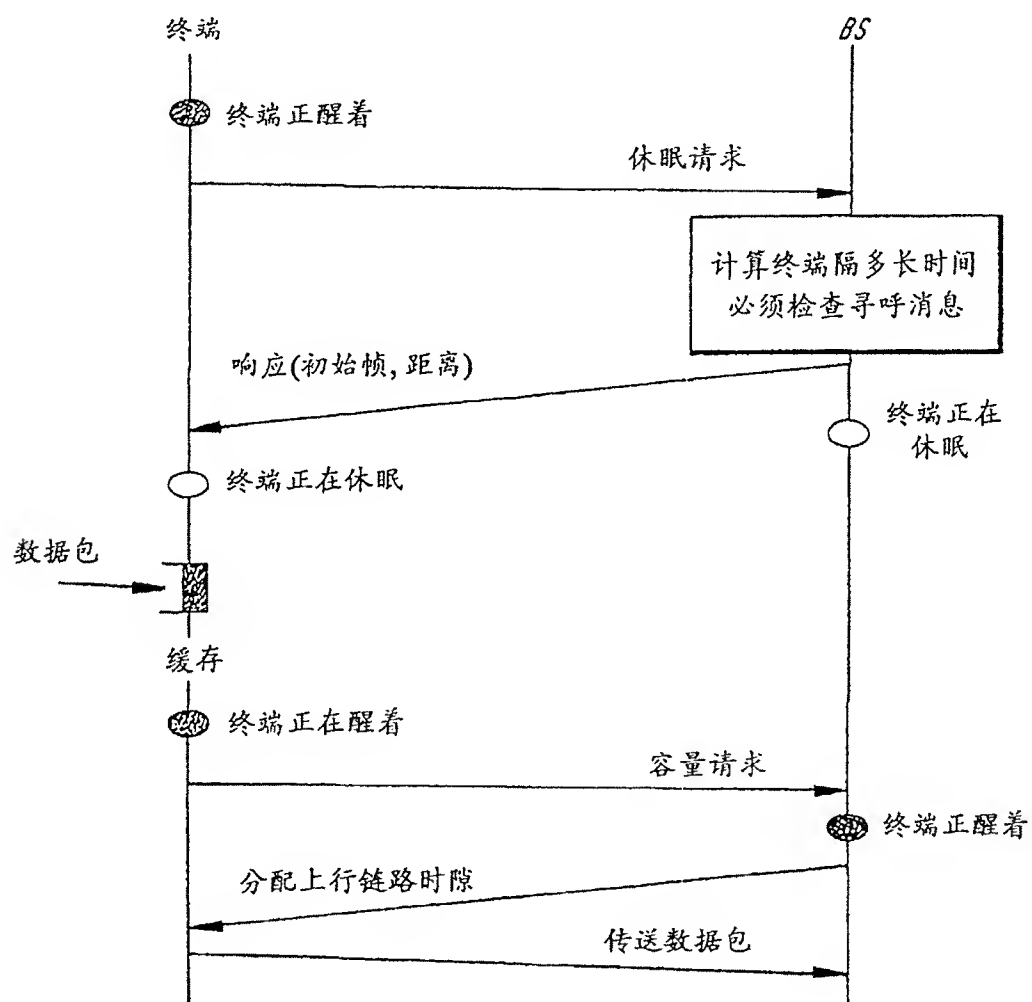 终端
BS
终端正醒着
休眠请求
计算终端隔多长时间
必须检查寻呼消息
响应(初始帧,距离)
终端正在
休眠
终端正在休眠
数据包
缓存
终端正在醒着
容量请求
终端正醒着
分配上行链路时隙
传送数据包